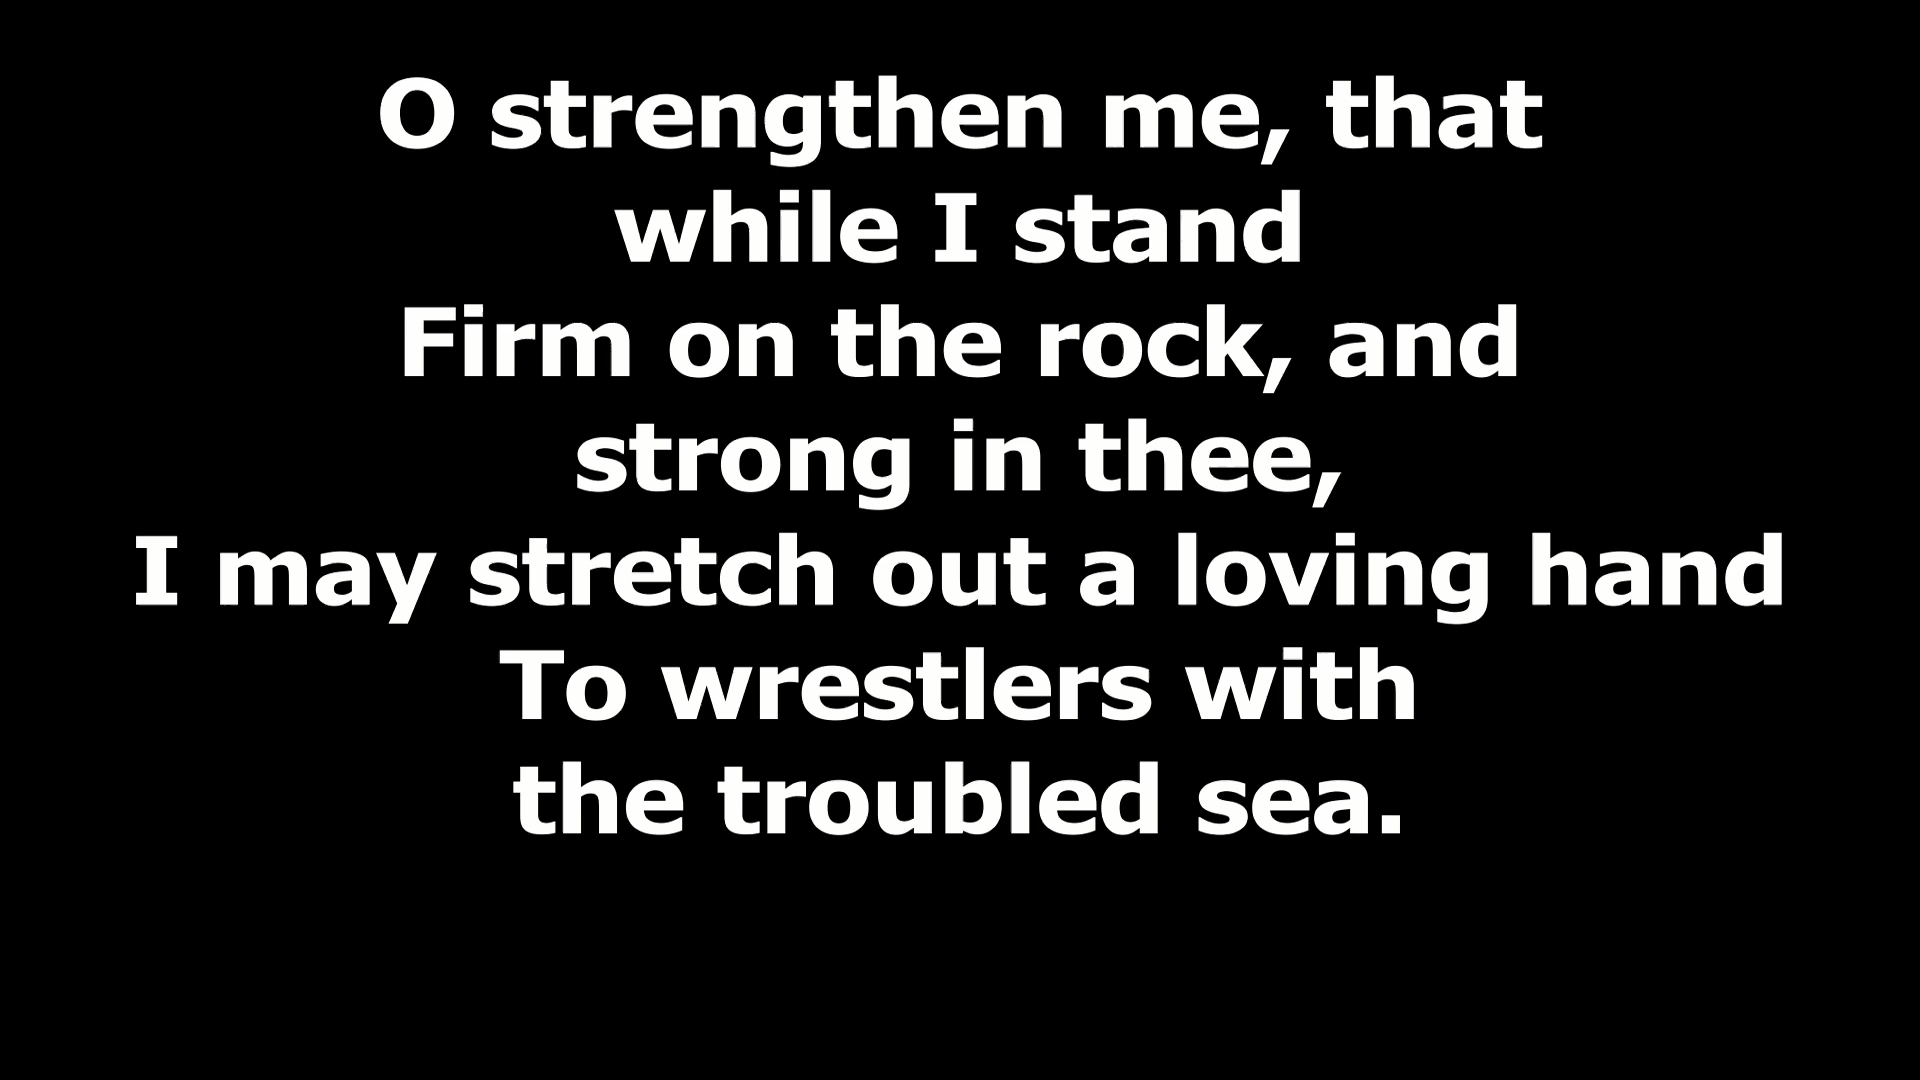 O strengthen me, that
while I stand
Firm on the rock, and
strong in thee,
I may stretch out a loving hand
To wrestlers with
the troubled sea.